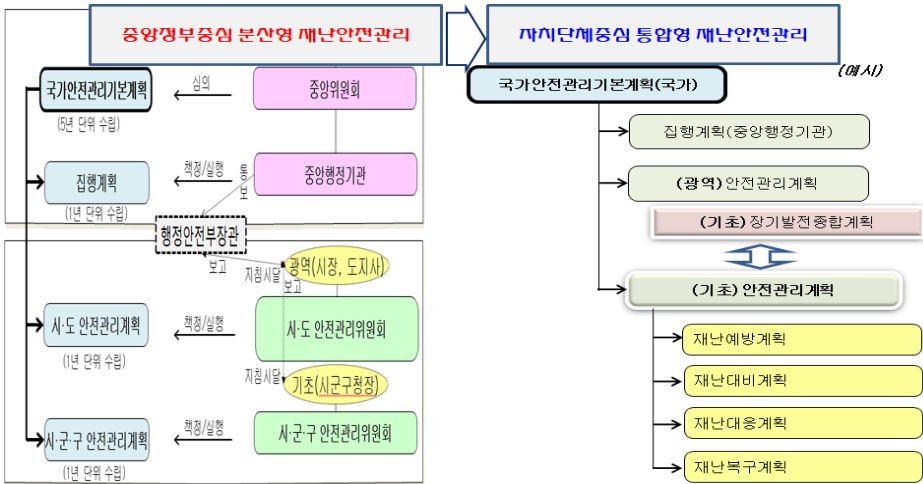 중앙정부중심 분산형 재난안전관리
자치단체중심 통합형 재난안전관리
(예시)
국가안전관리기본계획
(5년 단위 수립)
심의
중앙위원회
집행계획
(1년 단위 수립)
책정/실행
통보
중앙행정기관
행정안전부장관
보고
지침시달
광역(시장, 도지사)
보고
시·도 안전관리계획
(1년 단위 수립)
책정/실행
시·도 안전관리위원회
지침시달
기초(시군구청장)
시·군·구 안전관리계획
(1년 단위 수립)
책정/실행
시·군·구 안전관리위원회
국가안전관리기본계획(국가)
집행계획(중앙행정기관)
(광역)안전관리계획
(기초)장기발전종합계획
(기초)안전관리계획
재난예방계획
재난대비계획
재난대응계획
재난복구계획